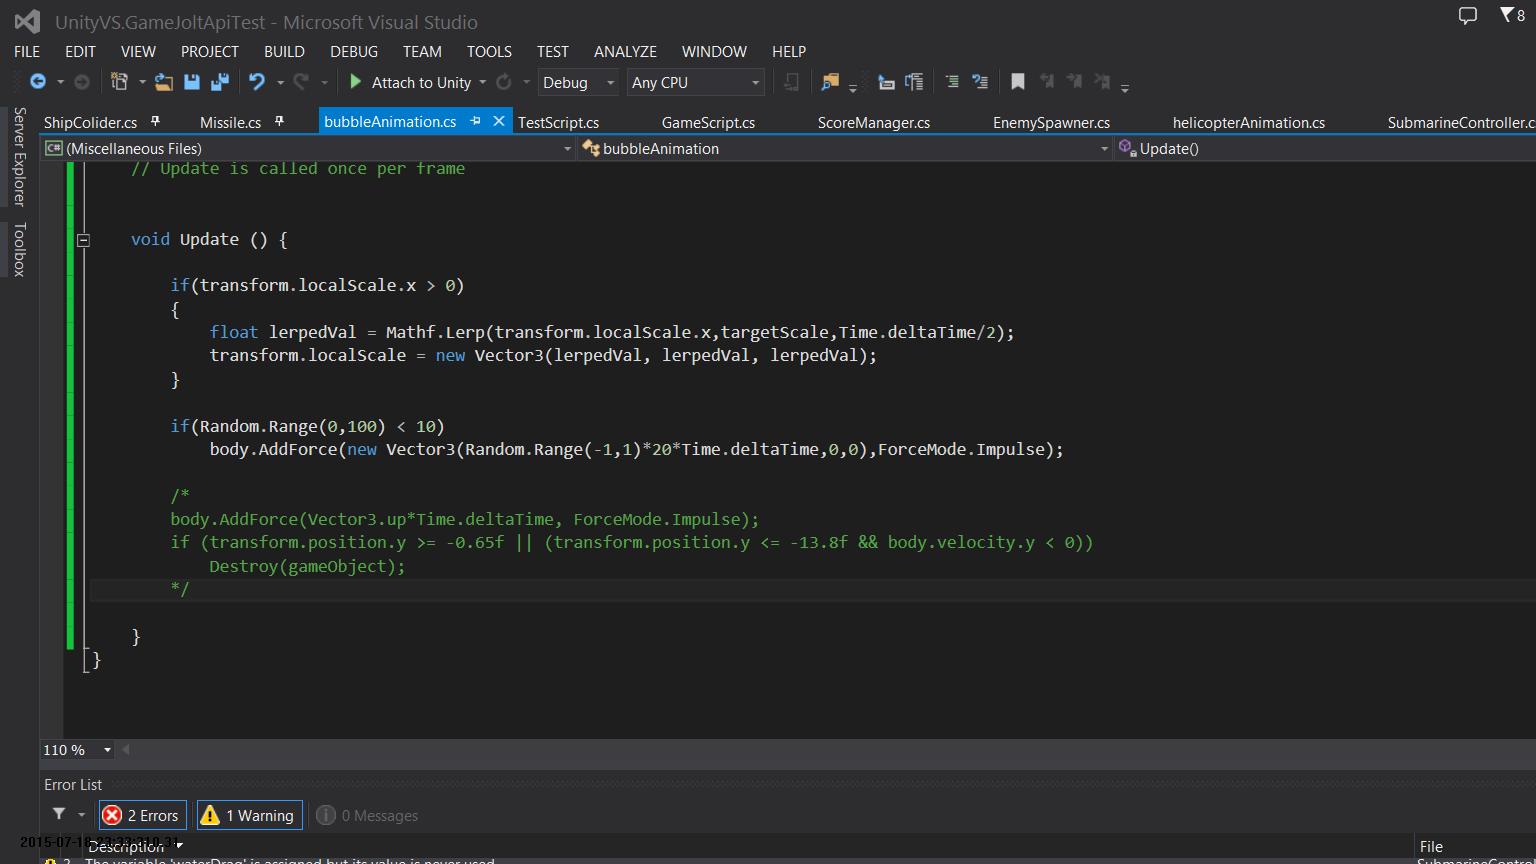 UnityVS.GameJoltApiTest - Microsoft Visual Studio
8
FILE EDIT VIEW PROJECT BUILD DEBUG TEAM TOOLS TEST ANALYZE WINDOW HELP
Attach to Unity Debug Any CPU
Server Explorer
Toolbox
ShipColider.cs Missile.cs bubbleAnimation.cs TestScript.cs GameScript.cs ScoreManager.cs EnemySpawner.cs helicopterAnimation.cs SubmarineController.cs
C# (Miscellaneous Files) bubbleAnimation Update()
// Update is called once per frame
void Update () {
if(transform.localScale.x > 0)
{
float lerpedVal = Mathf.Lerp(transform.localScale.x,targetScale,Time.deltaTime/2);
transform.localScale = new Vector3(lerpedVal, lerpedVal, lerpedVal);
}
if(Random.Range(0,100) < 10)
body.AddForce(new Vector3(Random.Range(-1,1)*20*Time.deltaTime,0,0),ForceMode.Impulse);
/*
body.AddForce(Vector3.up*Time.deltaTime, ForceMode.Impulse);
if (transform.position.y >= -0.65f || (transform.position.y <= -13.8f && body.velocity.y < 0))
Destroy(gameObject);
*/
}
}
110 %
Error List
2 Errors 1 Warning 0 Messages
Description File
The variable 'waterDrag' is assigned but its value is never used